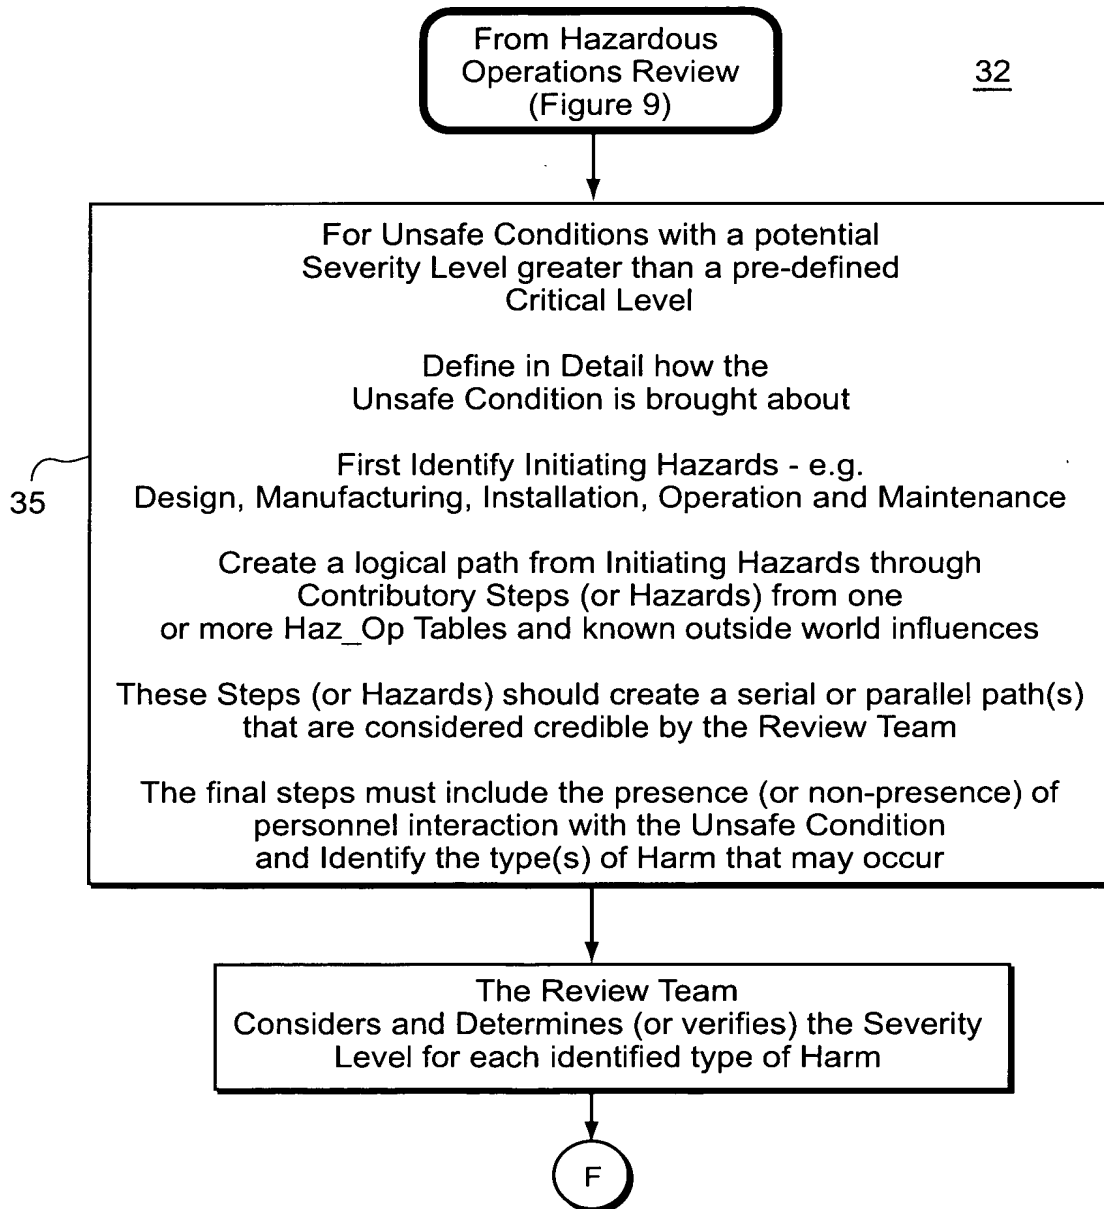 From Hazardous
Operations Review
(Figure 9)
32
For Unsafe Conditions with a potential
Severity Level greater than a pre-defined
Critical Level
Define in Detail how the
Unsafe Condition is brought about
First Identify Initiating Hazards - e.g.
Design, Manufacturing, Installation, Operation and Maintenance
35
Create a logical path from Initiating Hazards through
Contributory Steps (or Hazards) from one
or more Haz_Op Tables and known outside world influences
These Steps (or Hazards) should create a serial or parallel path(s)
that are considered credible by the Review Team
The final steps must include the presence (or non-presence) of
personnel interaction with the Unsafe Condition
and Identify the type(s) of Harm that may occur
The Review Team
Considers and Determines (or verifies) the Severity
Level for each identified type of Harm
F